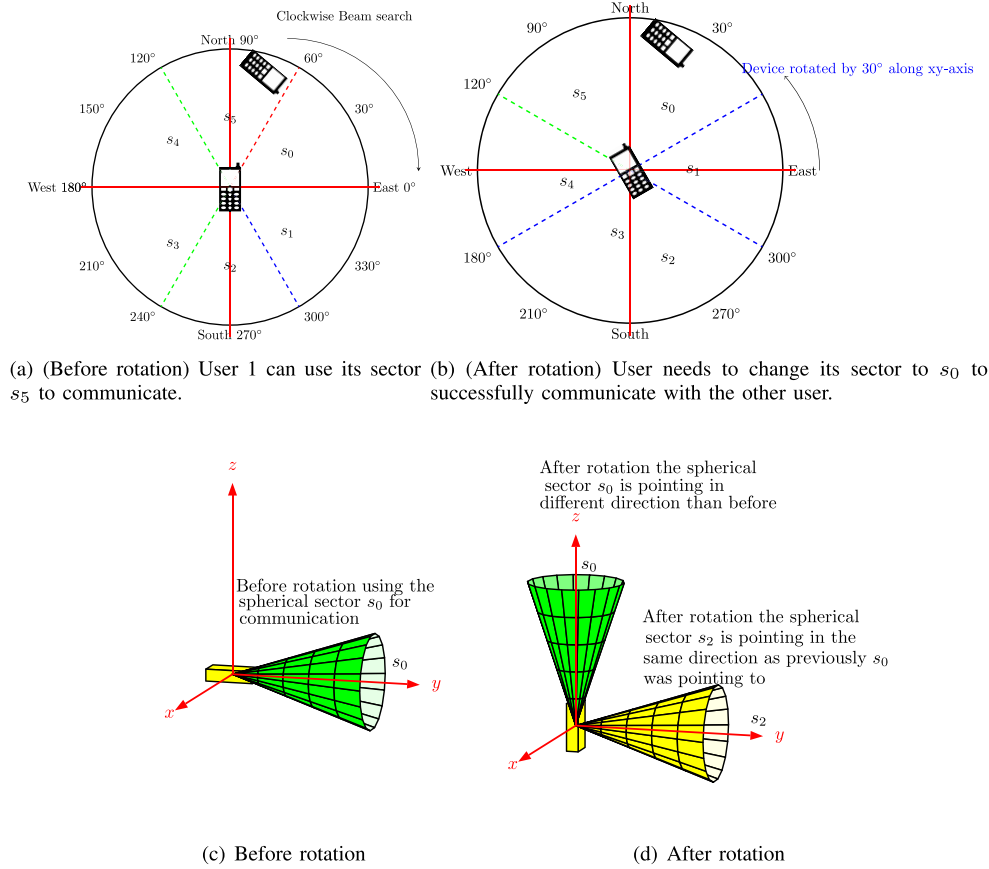 Clockwise Beam search
North 90°
120°
60°
150°
30°
s5
s4
s0
West 180°
East 0°
s3
s1
s2
210°
330°
240°
300°
South 270°
(a) (Before rotation) User 1 can use its sector
s5 to communicate.
North
90°
30°
Device rotated by 30° along xy-axis
120°
s5
s0
West
s1
East
s4
s3
s2
180°
300°
210°
270°
South
(b) (After rotation) User needs to change its sector to s0 to
successfully communicate with the other user.
z
Before rotation using the
spherical sector s0 for
communication
s0
y
x
(c) Before rotation
After rotation the spherical
sector s0 is pointing in
different direction than before
z
s0
After rotation the spherical
sector s2 is pointing in the
same direction as previously s0
was pointing to
s2
y
x
(d) After rotation